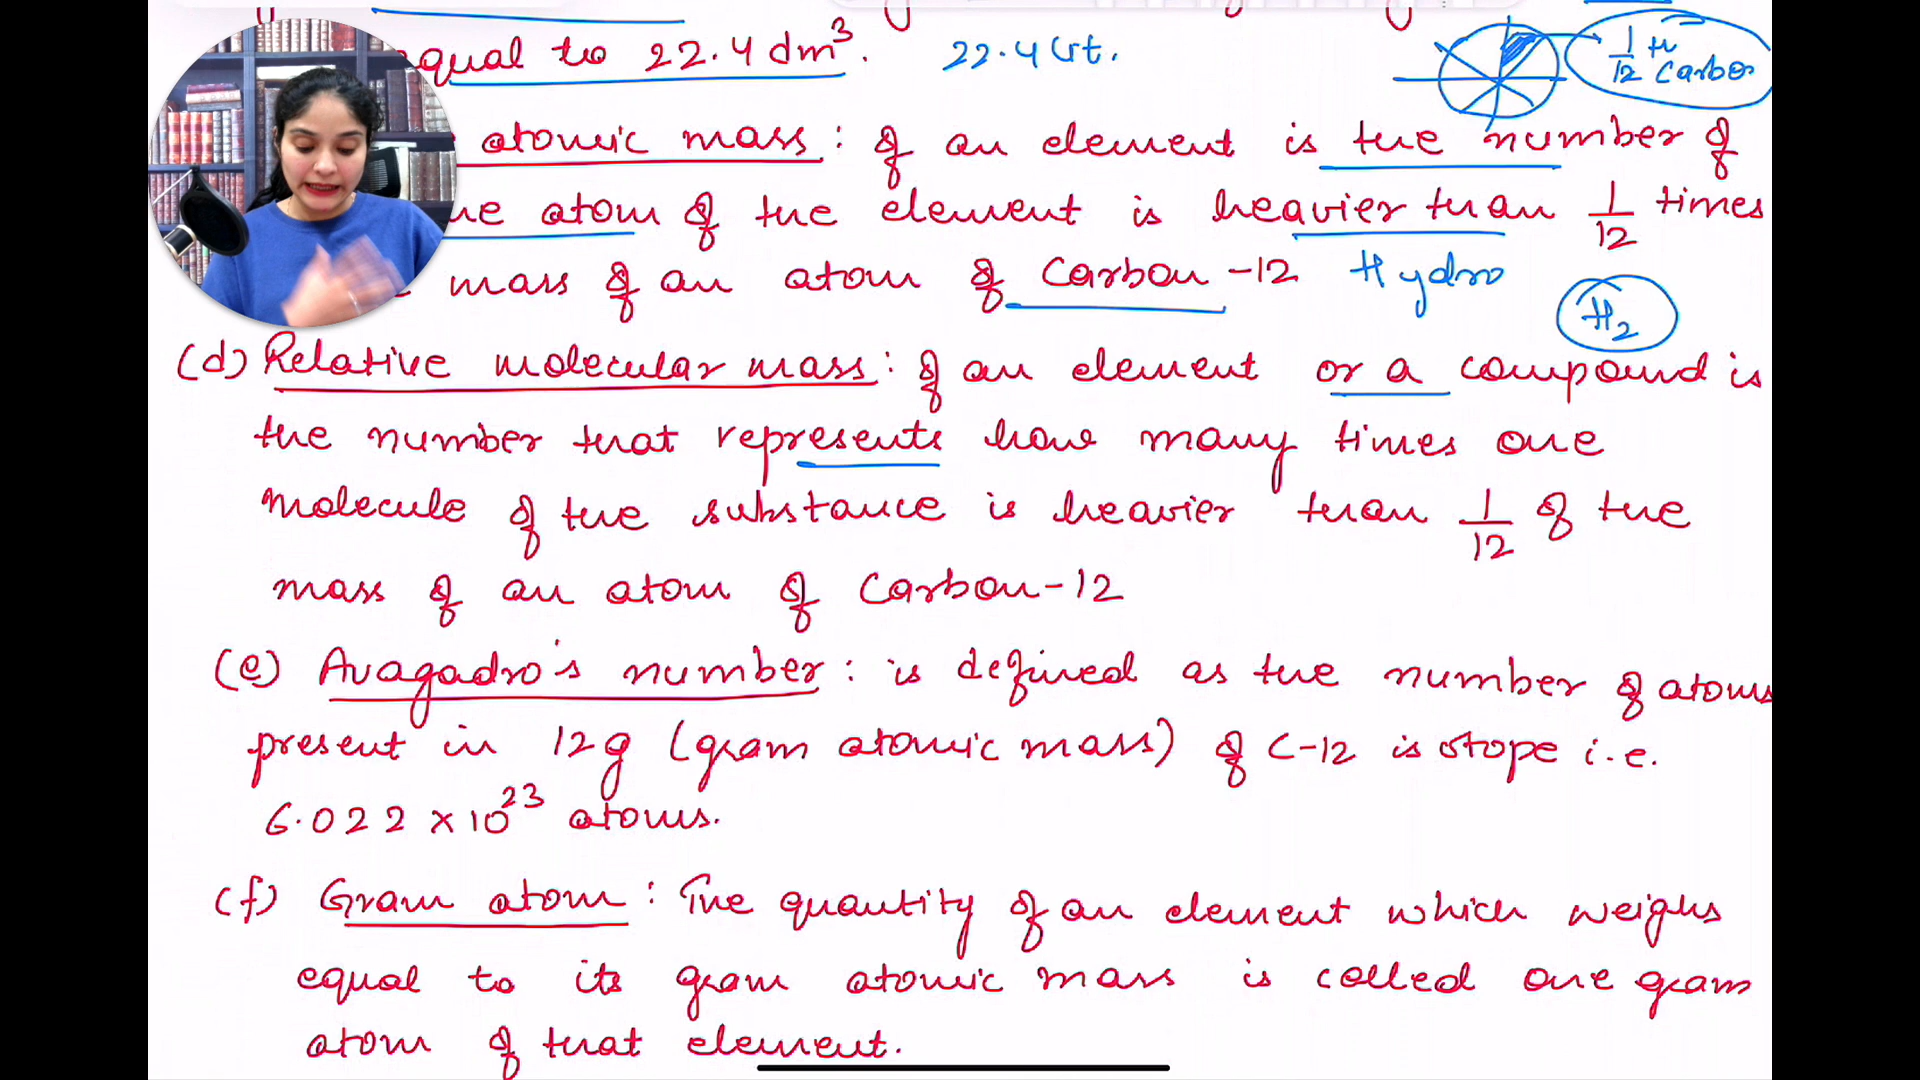 equal to 22.4 dm³. 22.4 lit.
1/12 th Carbon
atomic mass: of an element is the number of
atom of the element is heavier than 1/12 times
mass of an atom of Carbon-12 Hydro
H₂
(d) Relative molecular mass: of an element or a compound is
the number that represents how many times one
molecule of the substance is heavier than 1/12 of the
mass of an atom of Carbon-12
(e) Avagadro's number: is defined as the number of atoms
present in 12g (gram atomic mass) of C-12 isotope i.e.
6.022 × 10²³ atoms.
(f) Gram atom: The quantity of an element which weighs
equal to its gram atomic mass is called one gram
atom of that element.